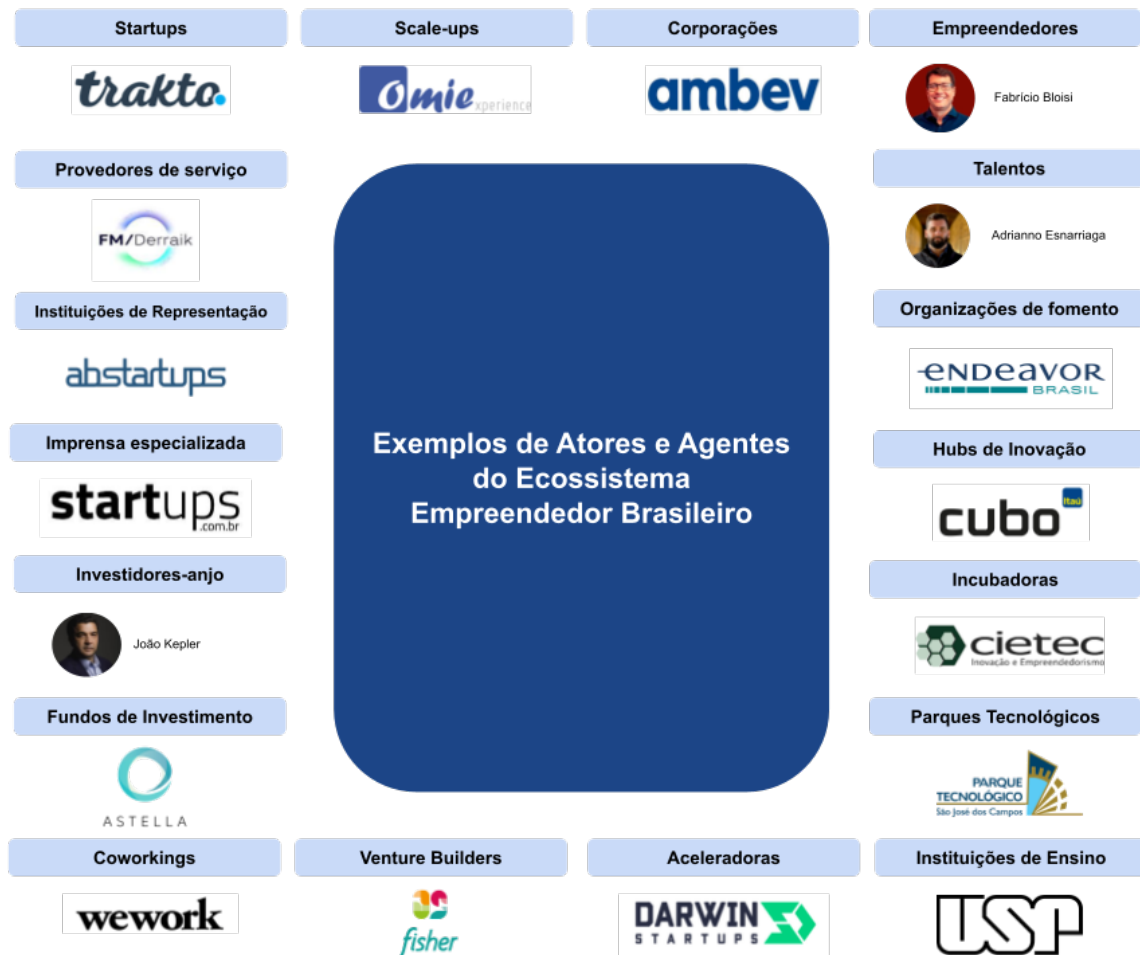 Startups
Scale-ups
Corporações
Empreendedores
trakto.
Omie xperience
ambev
Fabrício Bloisi
Provedores de serviço
Talentos
FM/Derraik
Adrianno Esnarriaga
Instituições de Representação
Organizações de fomento
abstartups
ENDEAVOR
BRASIL
Imprensa especializada
Hubs de Inovação
startups
.com.br
cubo
Itaú
Exemplos de Atores e Agentes
do Ecossistema
Empreendedor Brasileiro
Investidores-anjo
Incubadoras
João Kepler
cietec
Inovação e Empreendedorismo
Fundos de Investimento
Parques Tecnológicos
ASTELLA
PARQUE
TECNOLÓGICO
São José dos Campos
Coworkings
Venture Builders
Aceleradoras
Instituições de Ensino
wework
fisher
DARWIN
STARTUPS
USP